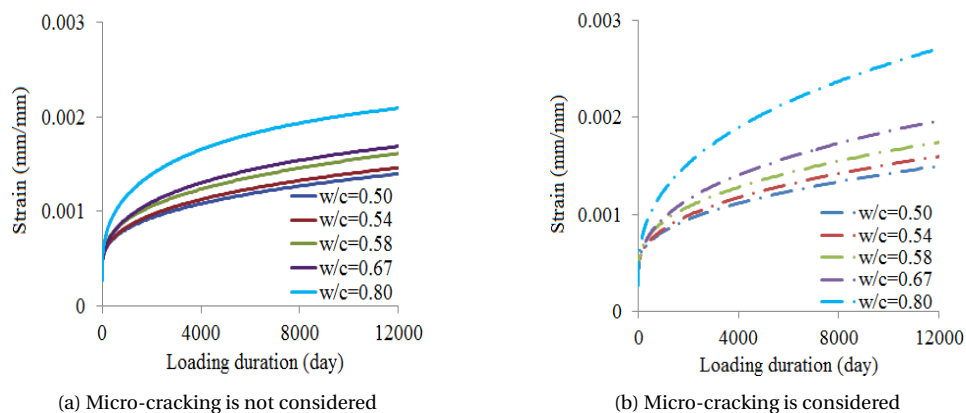 0.003
0.002
0.001
0
Strain (mm/mm)
w/c=0.50
w/c=0.54
w/c=0.58
w/c=0.67
w/c=0.80
0 4000 8000 12000
Loading duration (day)
(a) Micro-cracking is not considered
0.003
0.002
0.001
0
Strain (mm/mm)
w/c=0.50
w/c=0.54
w/c=0.58
w/c=0.67
w/c=0.80
0 4000 8000 12000
Loading duration (day)
(b) Micro-cracking is considered